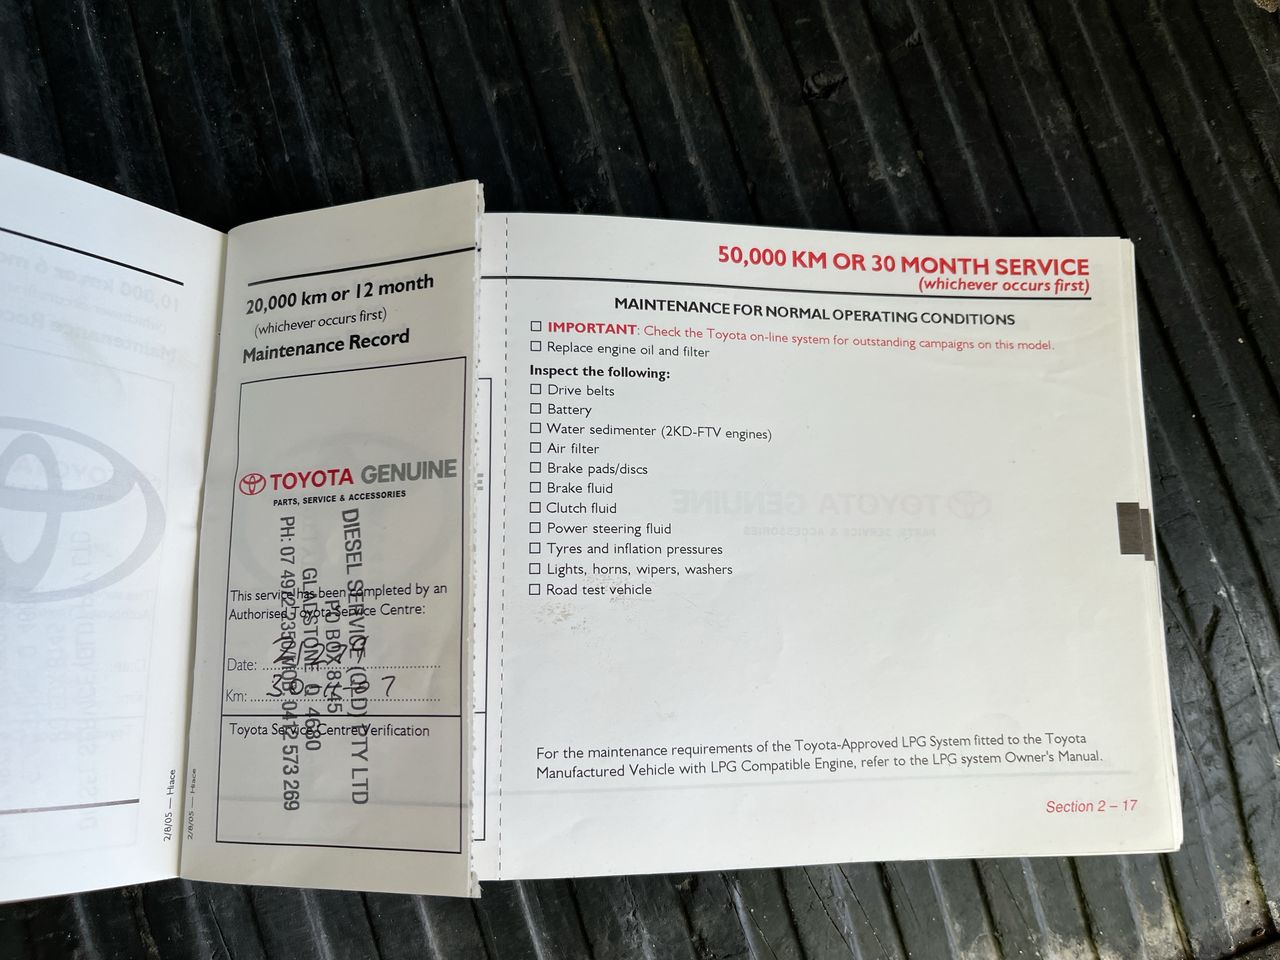 20,000 km or 12 month
(whichever occurs first)
Maintenance Record
TOYOTA GENUINE
PARTS, SERVICE & ACCESSORIES
This service has been completed by an
Authorised Toyota Service Centre:
Date:
Km:
Toyota Service Centre Verification
DIESEL SERVICE (QLD) PTY LTD
PO BOX 8145
GLADSTONE Q 4680
PH: 07 4972 2350/MOB: 0412 573 269
2/8/05 — Hiace
2/8/05 — Hiace
50,000 KM OR 30 MONTH SERVICE
(whichever occurs first)
MAINTENANCE FOR NORMAL OPERATING CONDITIONS
IMPORTANT: Check the Toyota on-line system for outstanding campaigns on this model.
Replace engine oil and filter
Inspect the following:
Drive belts
Battery
Water sedimenter (2KD-FTV engines)
Air filter
Brake pads/discs
Brake fluid
Clutch fluid
Power steering fluid
Tyres and inflation pressures
Lights, horns, wipers, washers
Road test vehicle
For the maintenance requirements of the Toyota-Approved LPG System fitted to the Toyota
Manufactured Vehicle with LPG Compatible Engine, refer to the LPG system Owner's Manual.
Section 2 – 17